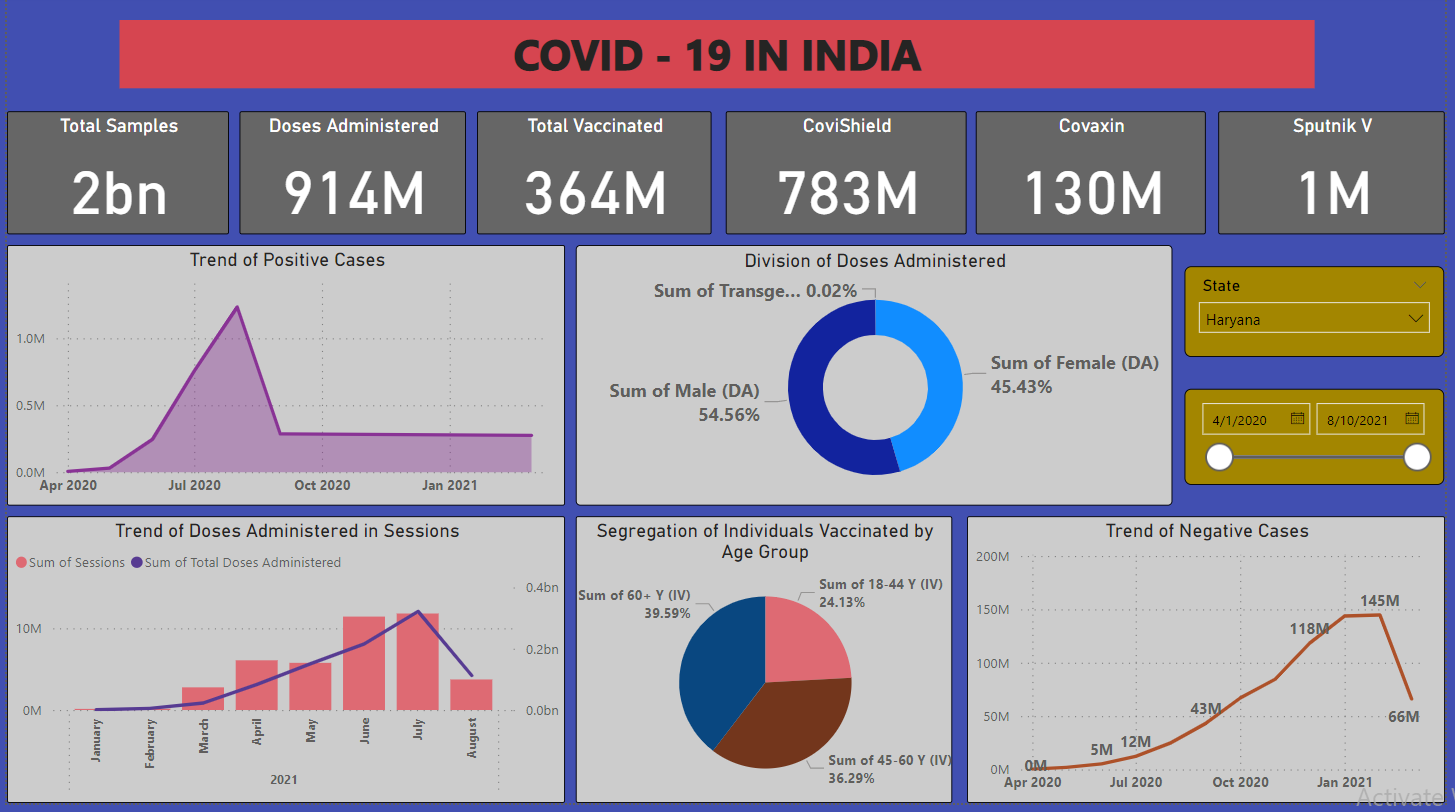 COVID - 19 IN INDIA
Total Samples
2bn
Doses Administered
914M
Total Vaccinated
364M
CoviShield
783M
Covaxin
130M
Sputnik V
1M
Trend of Positive Cases
1.0M
0.5M
0.0M
Apr 2020 Jul 2020 Oct 2020 Jan 2021
Division of Doses Administered
Sum of Transge... 0.02%
Sum of Female (DA)
45.43%
Sum of Male (DA)
54.56%
State
Haryana
4/1/2020 8/10/2021
Trend of Doses Administered in Sessions
Sum of Sessions Sum of Total Doses Administered
10M
0M
0.4bn
0.2bn
0.0bn
January
February
March
April
May
June
July
August
2021
Segregation of Individuals Vaccinated by
Age Group
Sum of 18-44 Y (IV)
24.13%
Sum of 60+ Y (IV)
39.59%
Sum of 45-60 Y (IV)
36.29%
Trend of Negative Cases
200M
150M
100M
50M
0M
0M
5M
12M
43M
118M
145M
66M
Apr 2020 Jul 2020 Oct 2020 Jan 2021
Activate